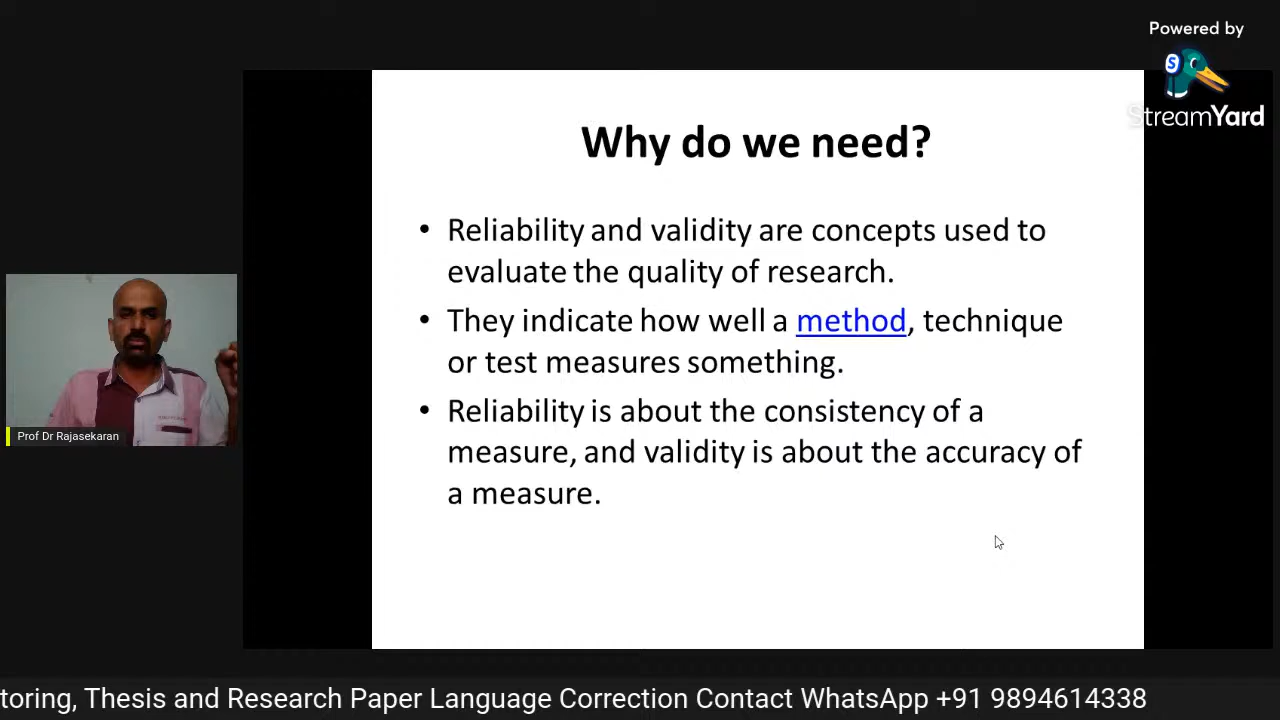 Powered by
StreamYard
Why do we need?
• Reliability and validity are concepts used to
evaluate the quality of research.
• They indicate how well a method, technique
or test measures something.
• Reliability is about the consistency of a
measure, and validity is about the accuracy of
a measure.
Prof Dr Rajasekaran
toring, Thesis and Research Paper Language Correction Contact WhatsApp +91 9894614338